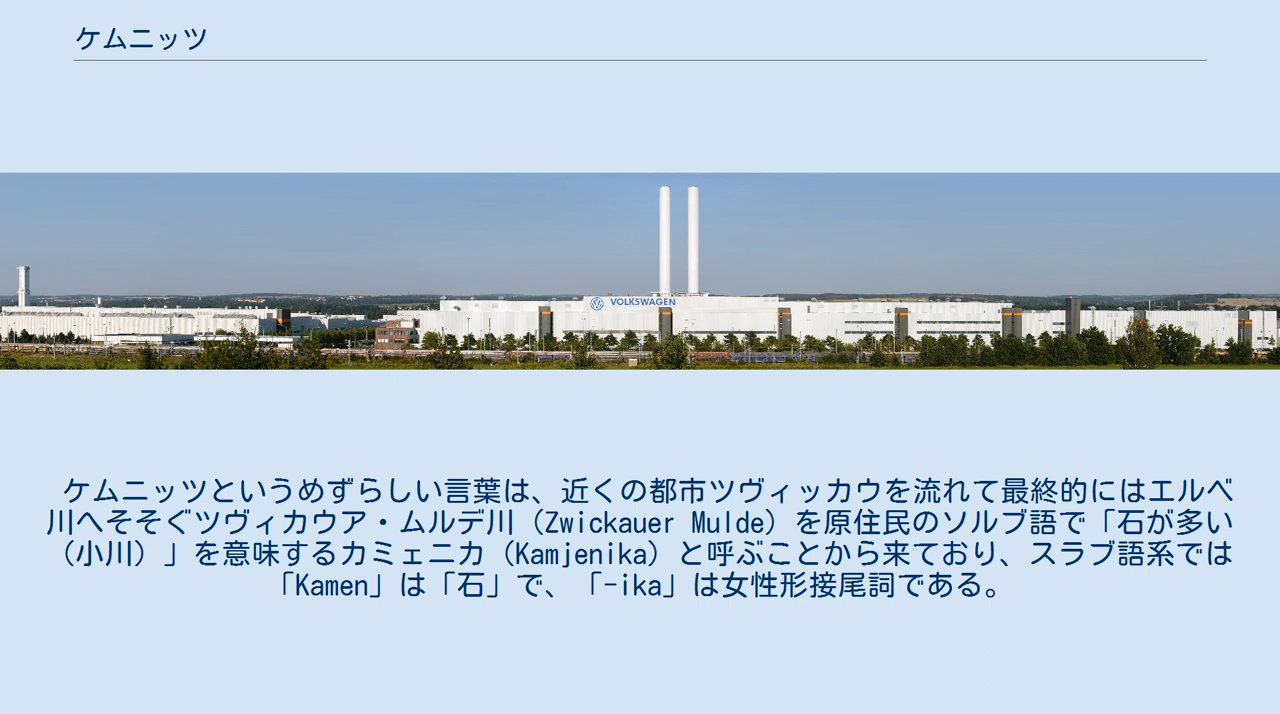 ケムニッツ
VOLKSWAGEN
ケムニッツというめずらしい言葉は、近くの都市ツヴィッカウを流れて最終的にはエルベ
川へそそぐツヴィカウア・ムルデ川（Zwickauer Mulde）を原住民のソルブ語で「石が多い
（小川）」を意味するカミェニカ（Kamjenika）と呼ぶことから来ており、スラブ語系では
「Kamen」は「石」で、「-ika」は女性形接尾詞である。